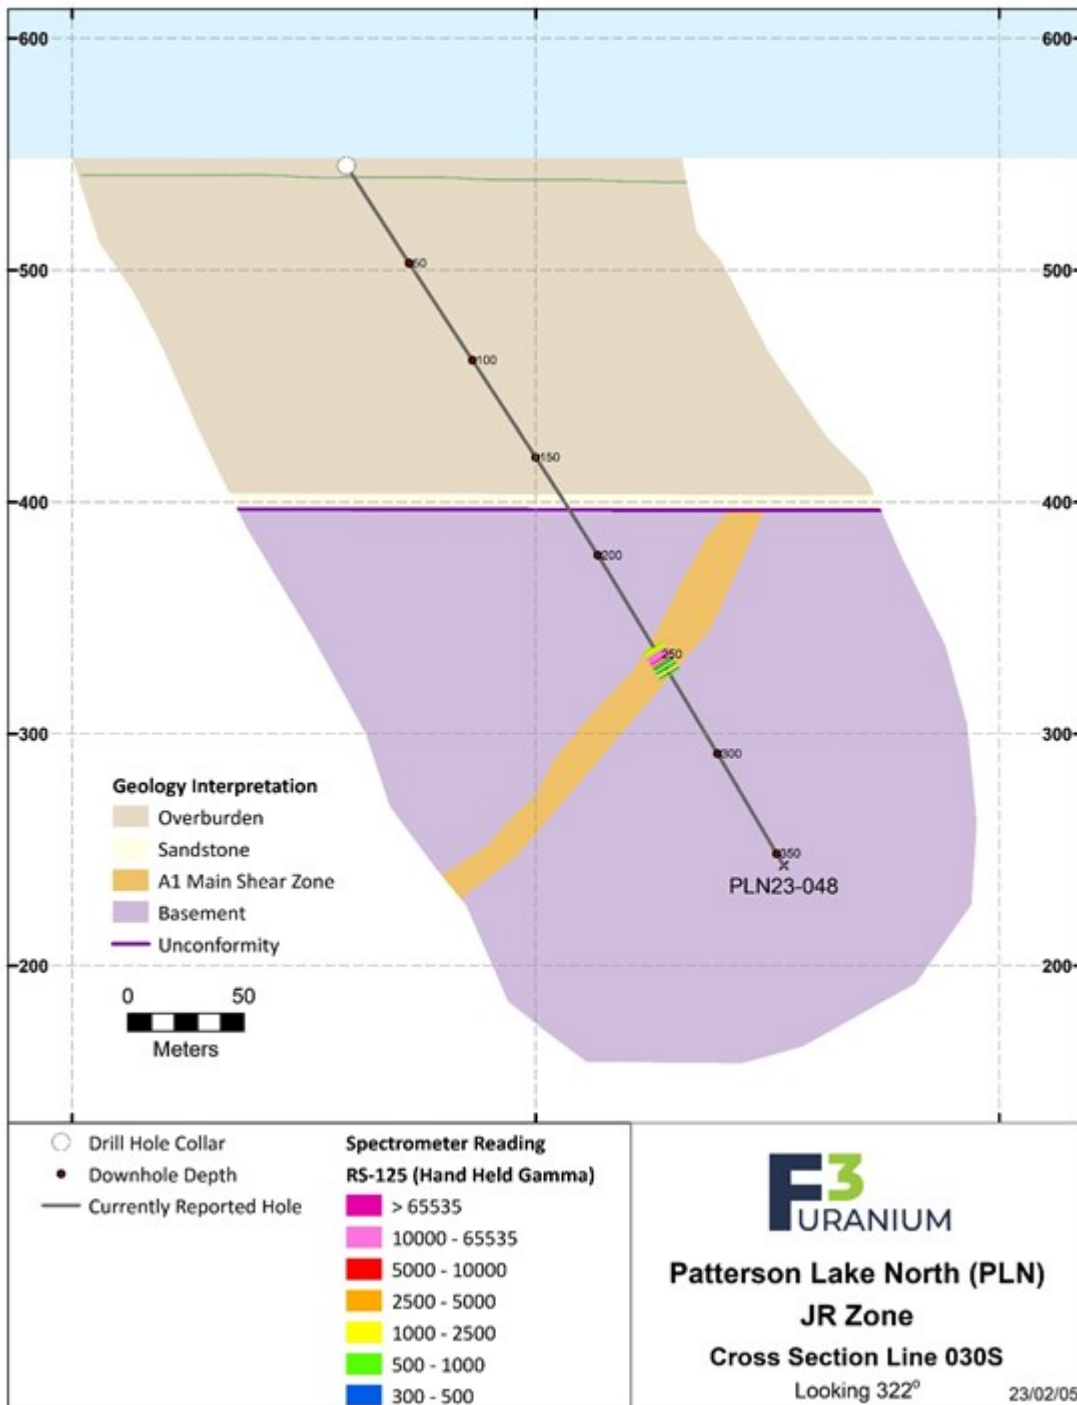 600 600
500 500
400 400
300 300
200 200
50
100
150
200
250
300
350
PLN23-048
Geology Interpretation
Overburden
Sandstone
A1 Main Shear Zone
Basement
Unconformity
0 50
Meters
Drill Hole Collar
Downhole Depth
Currently Reported Hole
Spectrometer Reading
RS-125 (Hand Held Gamma)
> 65535
10000 - 65535
5000 - 10000
2500 - 5000
1000 - 2500
500 - 1000
300 - 500
F3
URANIUM
Patterson Lake North (PLN)
JR Zone
Cross Section Line 030S
Looking 322⁰
23/02/05